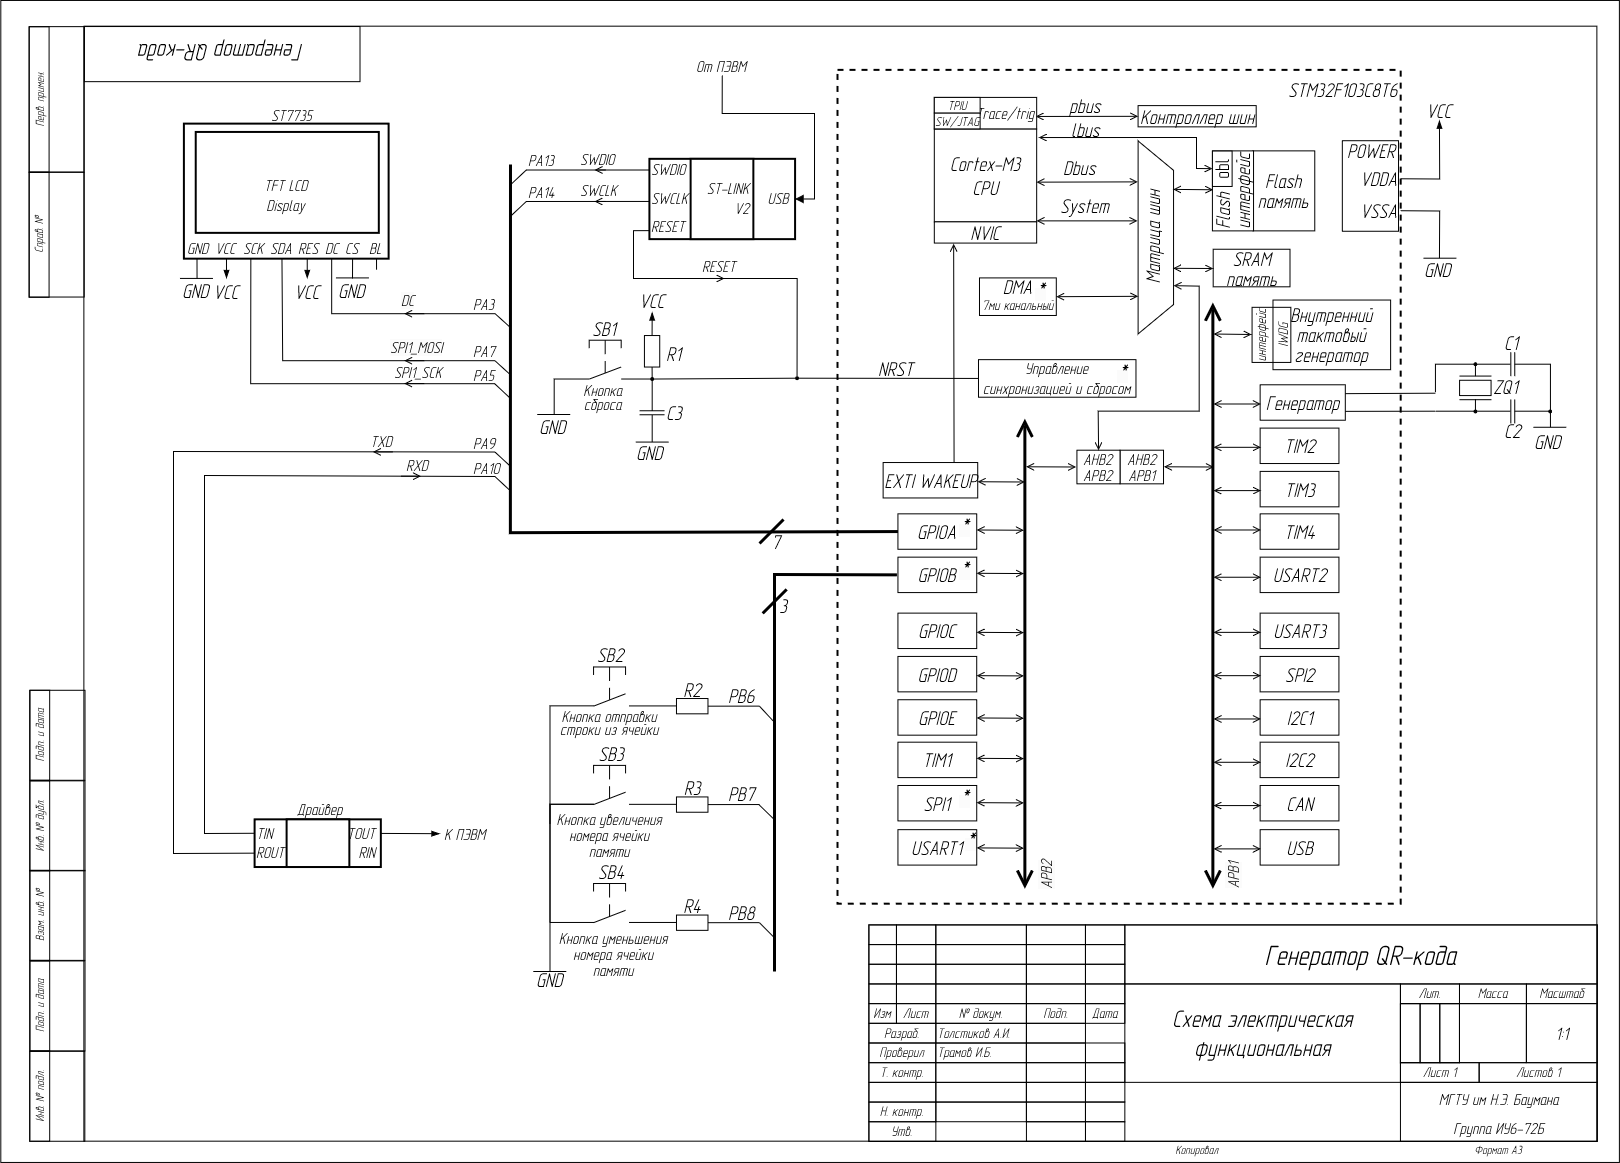 Генератор QR-кода
Перв. примен.
Справ. №
Подп. и дата
Инв. № дубл.
Взам. инв. №
Подп. и дата
Инв. № подл.
ST7735
TFT LCD
Display
GND VCC SCK SDA RES DC CS BL
GND
VCC
VCC
GND
DC
PA3
SPI1_MOSI
PA7
SPI1_SCK
PA5
TXD
PA9
RXD
PA10
От ПЭВМ
PA13
SWDIO
PA14
SWCLK
SWDIO
SWCLK
RESET
ST-LINK
V2
USB
RESET
VCC
SB1
R1
Кнопка
сброса
C3
GND
GND
NRST
7
3
SB2
R2
PB6
Кнопка отправки
строки из ячейки
SB3
R3
PB7
Кнопка увеличения
номера ячейки
памяти
SB4
R4
PB8
Кнопка уменьшения
номера ячейки
памяти
GND
Драйвер
TIN
ROUT
TOUT
RIN
К ПЭВМ
STM32F103C8T6
TPIU
SW/JTAG
Trace/trig
Cortex-M3
CPU
NVIC
pbus
Контроллер шин
Ibus
Dbus
System
Матрица шин
obl
Flash
интерфейс
Flash
память
SRAM
память
DMA *
7ми канальный
Управление *
синхронизацией и сбросом
POWER
VDDA
VSSA
VCC
GND
интерфейс
IWDG
Внутренний
тактовый
генератор
Генератор
C1
ZQ1
C2
GND
AHB2
APB2
AHB2
APB1
EXTI WAKEUP
GPIOA *
GPIOB *
GPIOC
GPIOD
GPIOE
TIM1
SPI1 *
USART1 *
APB2
TIM2
TIM3
TIM4
USART2
USART3
SPI2
I2C1
I2C2
CAN
USB
APB1
Генератор QR-кода
Схема электрическая
функциональная
Изм Лист № докум. Подп. Дата
Разраб. Толстиков А.И.
Проверил Трамов И.Б.
Т. контр.
Н. контр.
Утв.
Лит. Масса Масштаб
1:1
Лист 1 Листов 1
МГТУ им Н.Э. Баумана
Группа ИУ6-72Б
Копировал Формат А3